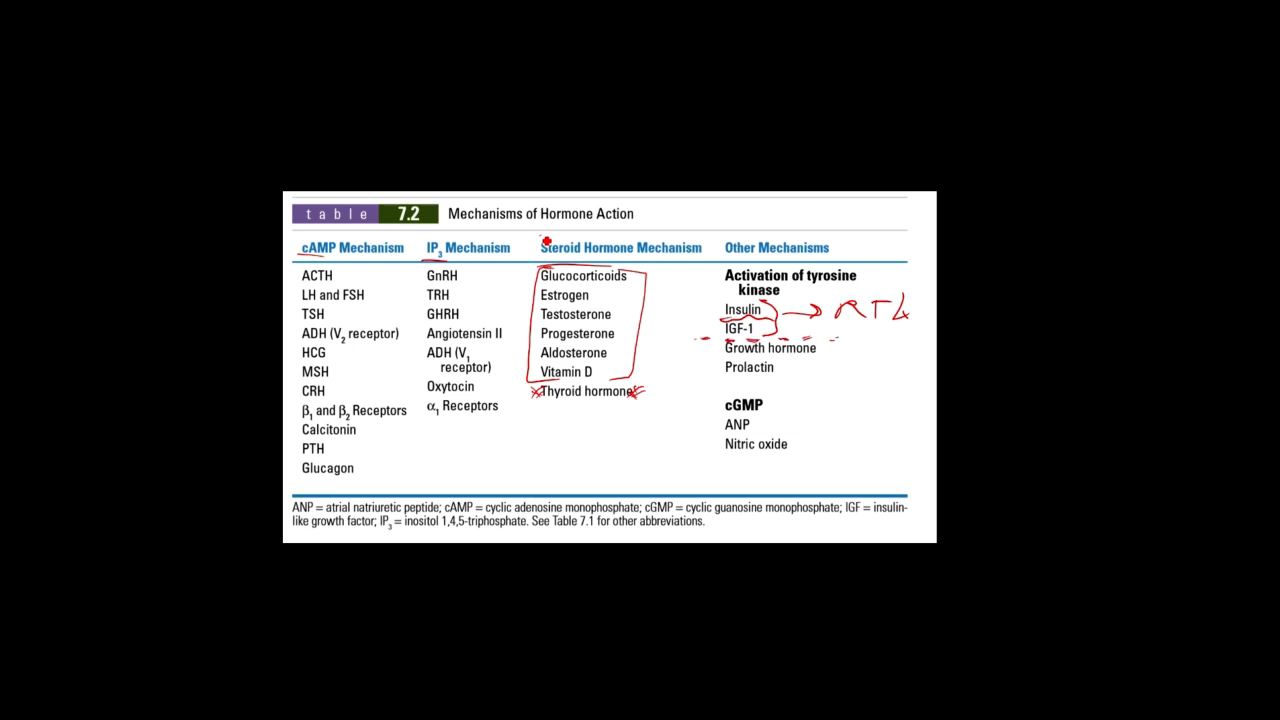 table 7.2 Mechanisms of Hormone Action
cAMP Mechanism
ACTH
LH and FSH
TSH
ADH (V2 receptor)
HCG
MSH
CRH
β1 and β2 Receptors
Calcitonin
PTH
Glucagon
IP3 Mechanism
GnRH
TRH
GHRH
Angiotensin II
ADH (V1
receptor)
Oxytocin
α1 Receptors
Steroid Hormone Mechanism
Glucocorticoids
Estrogen
Testosterone
Progesterone
Aldosterone
Vitamin D
Thyroid hormone
Other Mechanisms
Activation of tyrosine
kinase
Insulin
RTK
IGF-1
Growth hormone
Prolactin
cGMP
ANP
Nitric oxide
ANP = atrial natriuretic peptide; cAMP = cyclic adenosine monophosphate; cGMP = cyclic guanosine monophosphate; IGF = insulin-
like growth factor; IP3 = inositol 1,4,5-triphosphate. See Table 7.1 for other abbreviations.